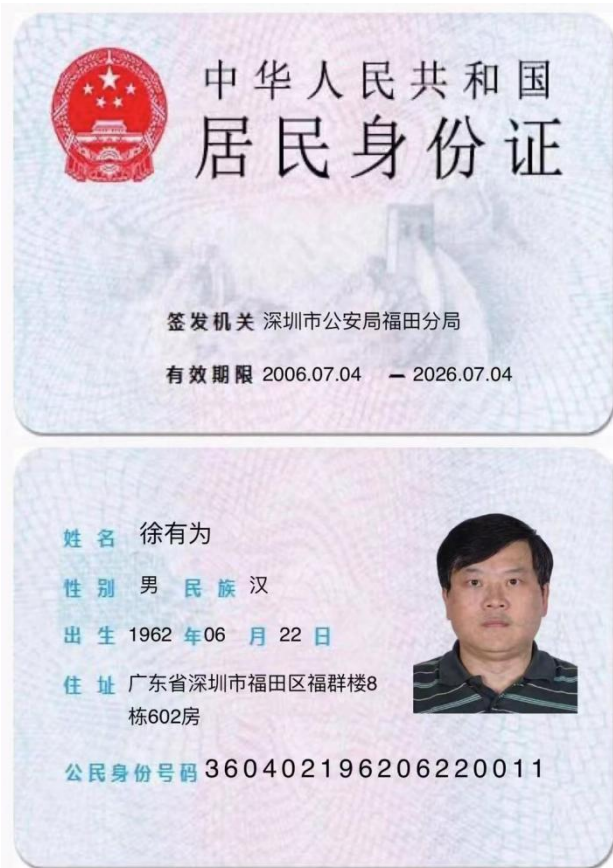 中华人民共和国
居民身份证
签发机关 深圳市公安局福田分局
有效期限 2006.07.04 — 2026.07.04
姓名 徐有为
性别 男 民族 汉
出生 1962 年 06 月 22 日
住址 广东省深圳市福田区福群楼8
栋602房
公民身份号码 360402196206220011